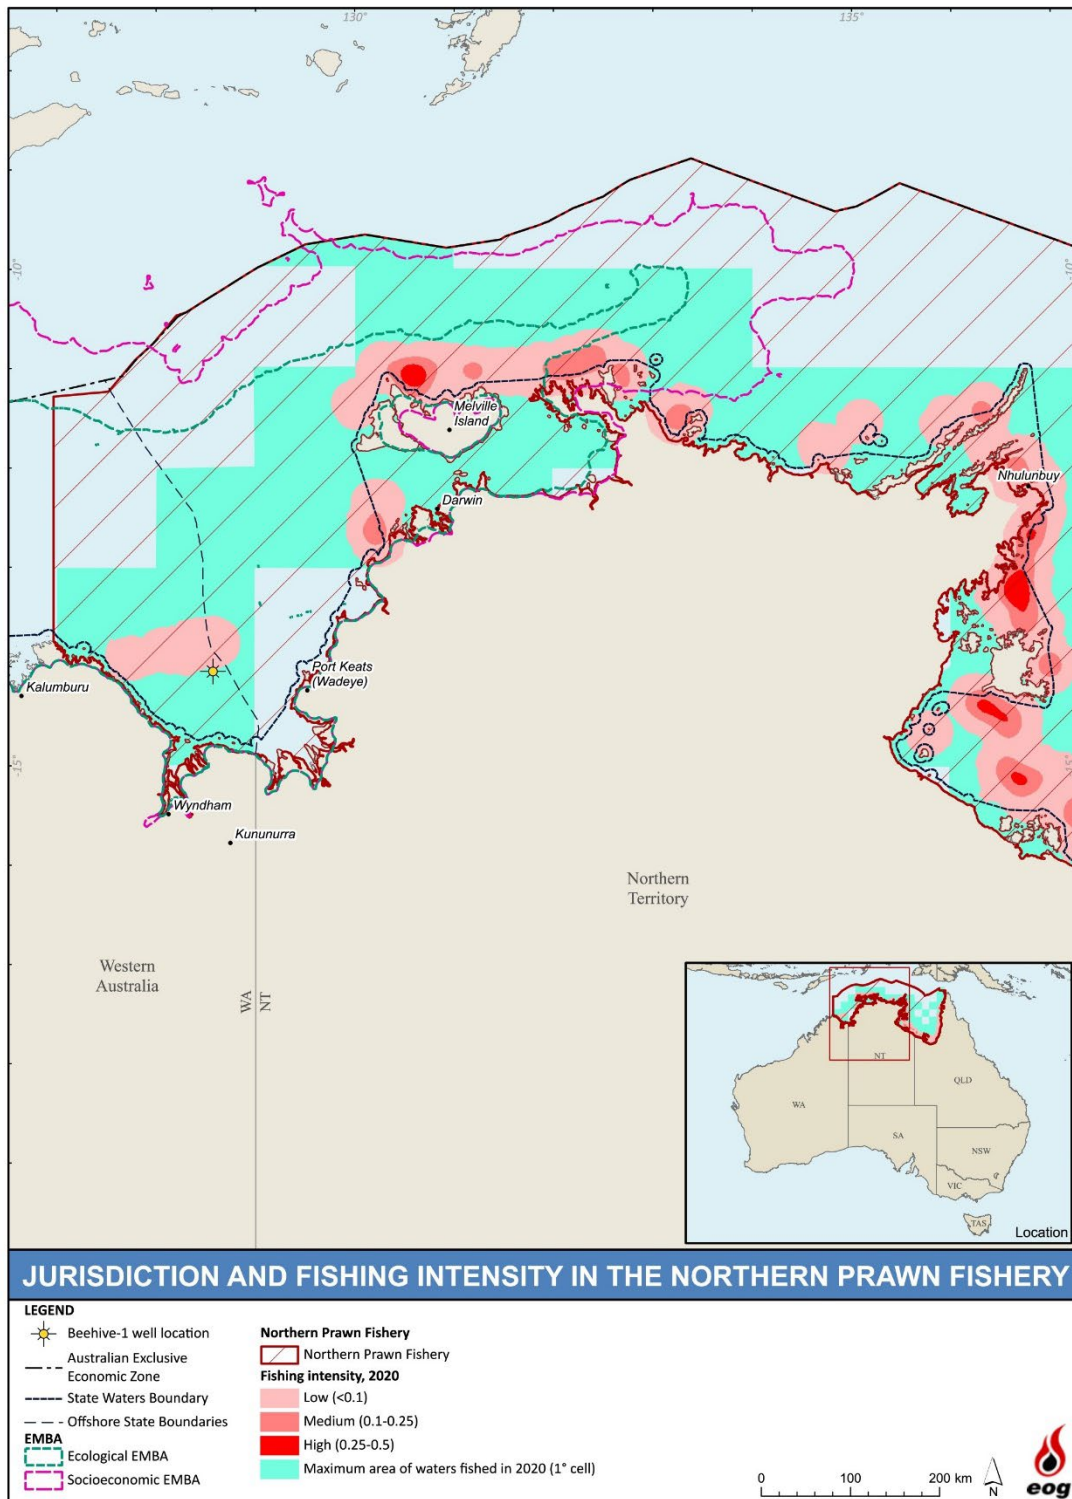 130°
135°
-10°
-10°
Melville
Island
Nhulunbuy
Darwin
Port Keats
(Wadeye)
Kalumburu
-15°
-15°
Wyndham
Kununurra
Northern
Territory
Western
Australia
WA
NT
NT
QLD
WA
SA
NSW
VIC
TAS
Location
JURISDICTION AND FISHING INTENSITY IN THE NORTHERN PRAWN FISHERY
LEGEND
Beehive-1 well location
Australian Exclusive
Economic Zone
State Waters Boundary
Offshore State Boundaries
EMBA
Ecological EMBA
Socioeconomic EMBA
Northern Prawn Fishery
Northern Prawn Fishery
Fishing intensity, 2020
Low (<0.1)
Medium (0.1-0.25)
High (0.25-0.5)
Maximum area of waters fished in 2020 (1° cell)
0 100 200 km
N
eog